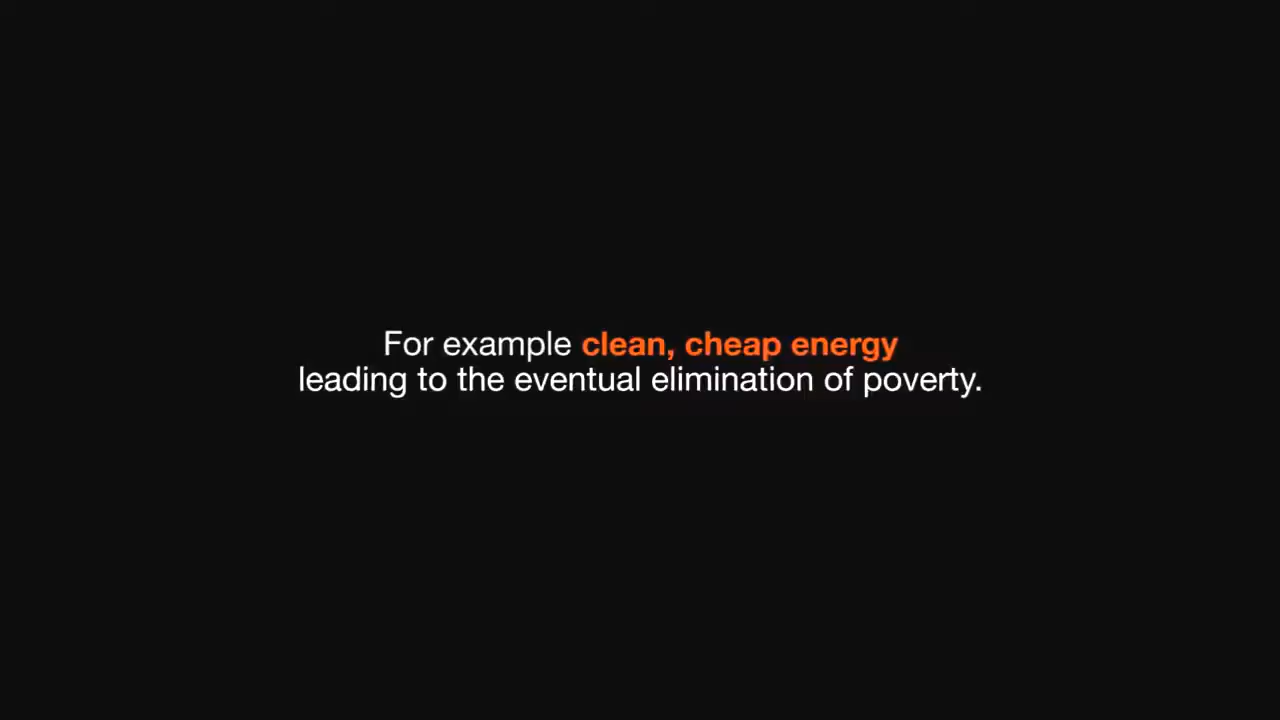 For example clean, cheap energy
leading to the eventual elimination of poverty.